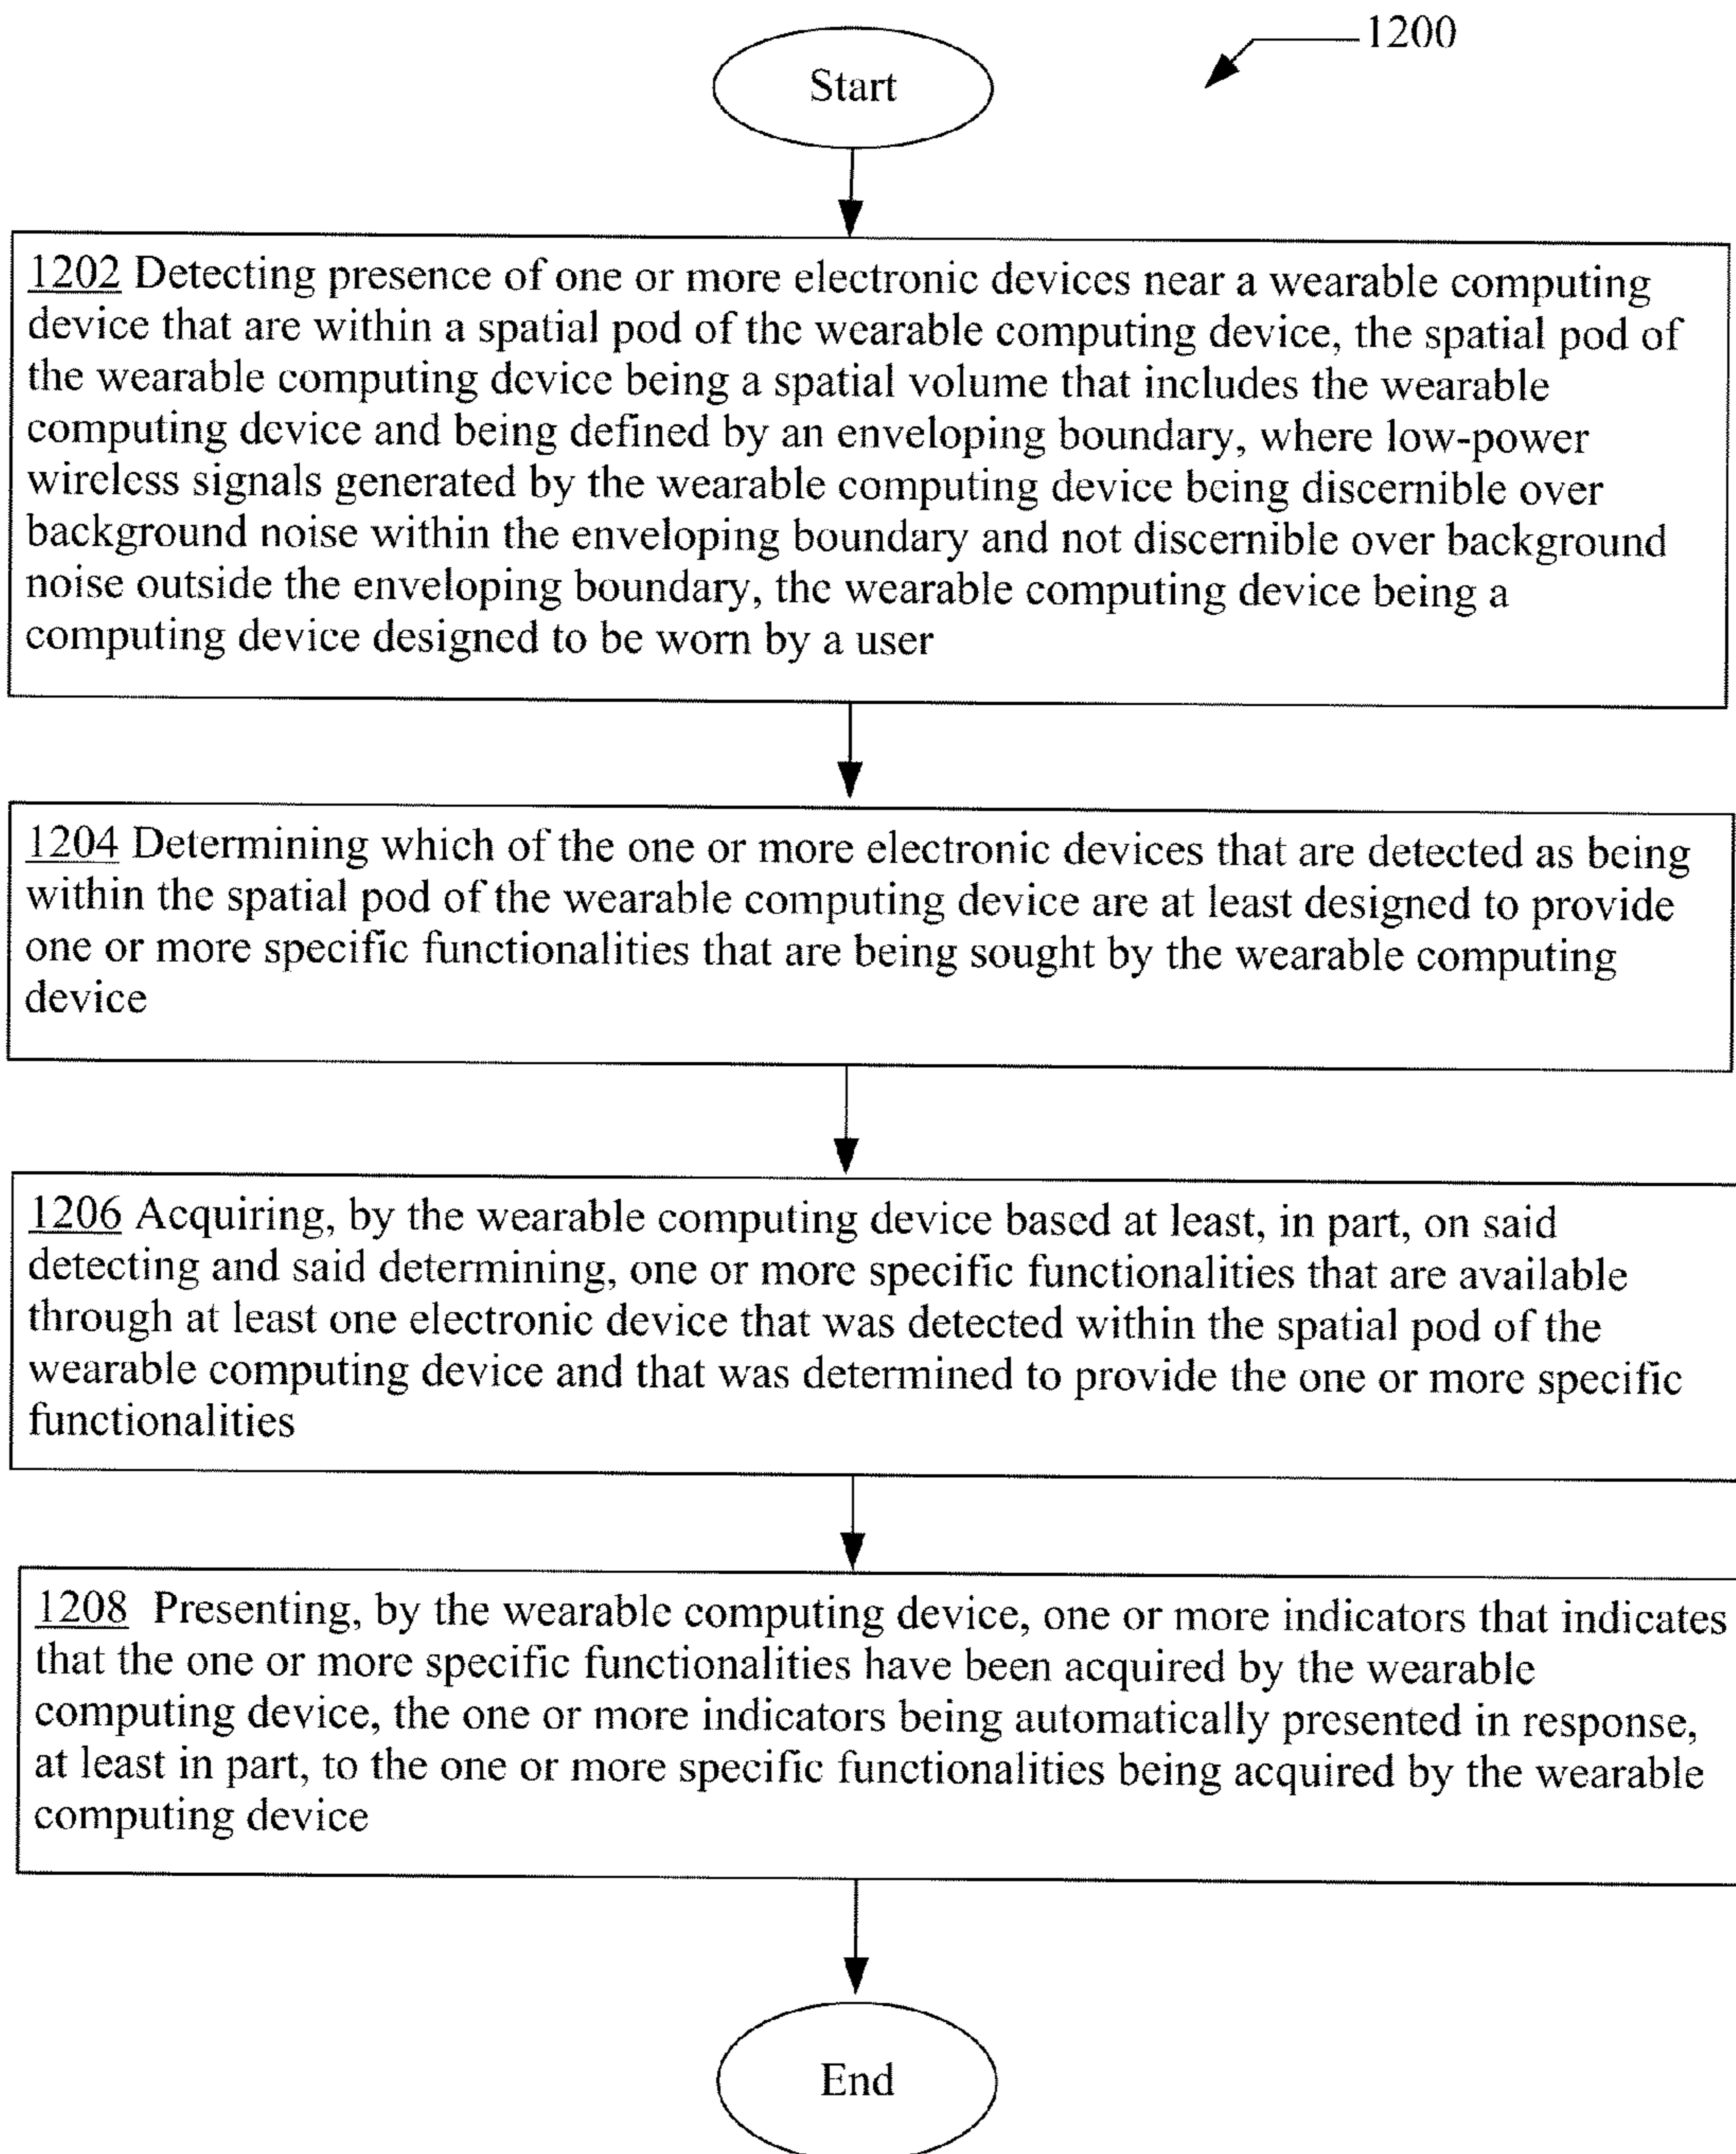 1200
Start
1202 Detecting presence of one or more electronic devices near a wearable computing
device that are within a spatial pod of the wearable computing device, the spatial pod of
the wearable computing device being a spatial volume that includes the wearable
computing device and being defined by an enveloping boundary, where low-power
wireless signals generated by the wearable computing device being discernible over
background noise within the enveloping boundary and not discernible over background
noise outside the enveloping boundary, the wearable computing device being a
computing device designed to be worn by a user
1204 Determining which of the one or more electronic devices that are detected as being
within the spatial pod of the wearable computing device are at least designed to provide
one or more specific functionalities that are being sought by the wearable computing
device
1206 Acquiring, by the wearable computing device based at least, in part, on said
detecting and said determining, one or more specific functionalities that are available
through at least one electronic device that was detected within the spatial pod of the
wearable computing device and that was determined to provide the one or more specific
functionalities
1208 Presenting, by the wearable computing device, one or more indicators that indicates
that the one or more specific functionalities have been acquired by the wearable
computing device, the one or more indicators being automatically presented in response,
at least in part, to the one or more specific functionalities being acquired by the wearable
computing device
End